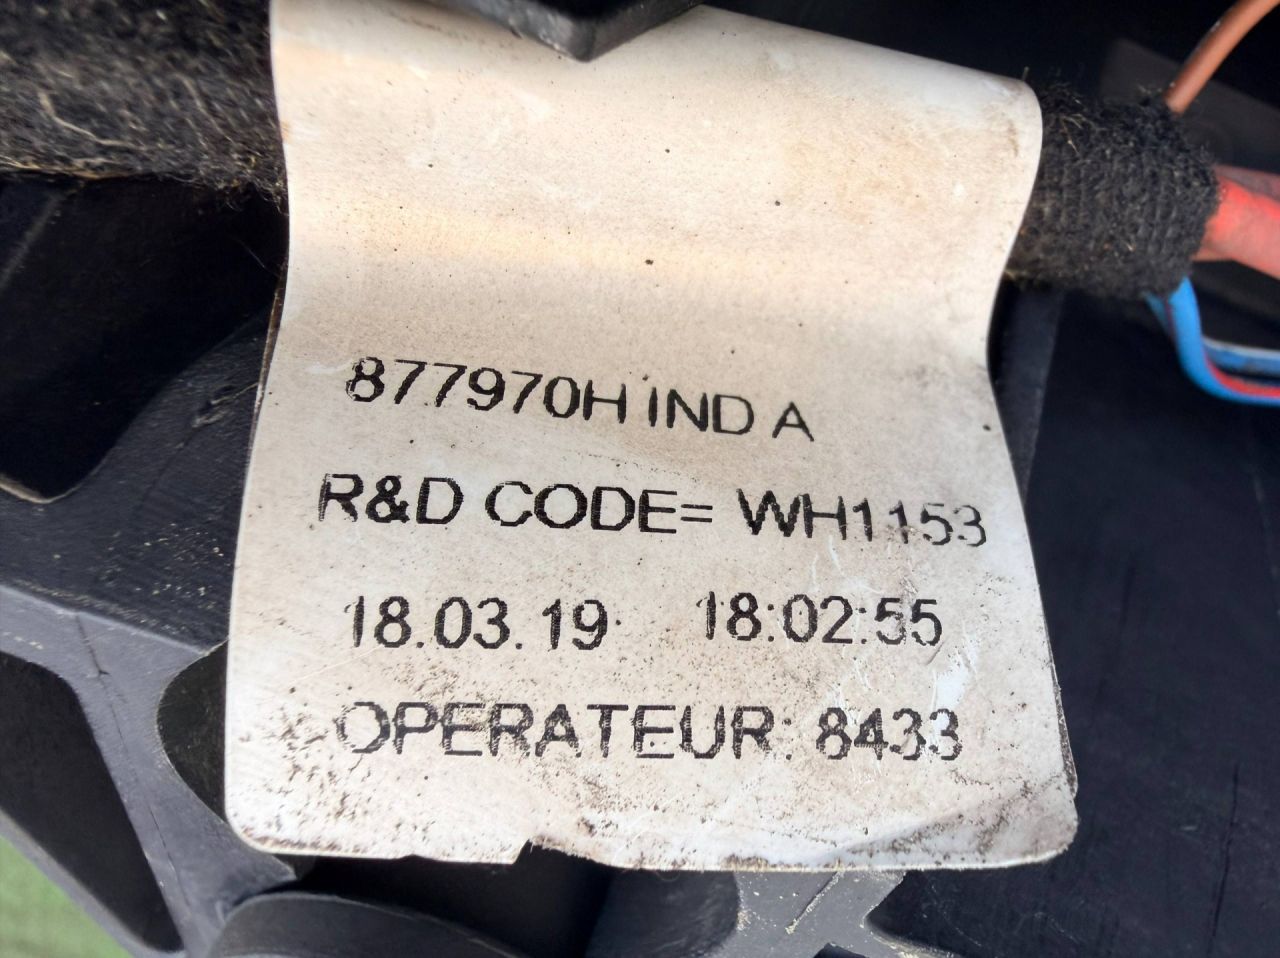 877970H IND A
R&D CODE= WH1153
18.03.19 18:02:55
OPERATEUR: 8433